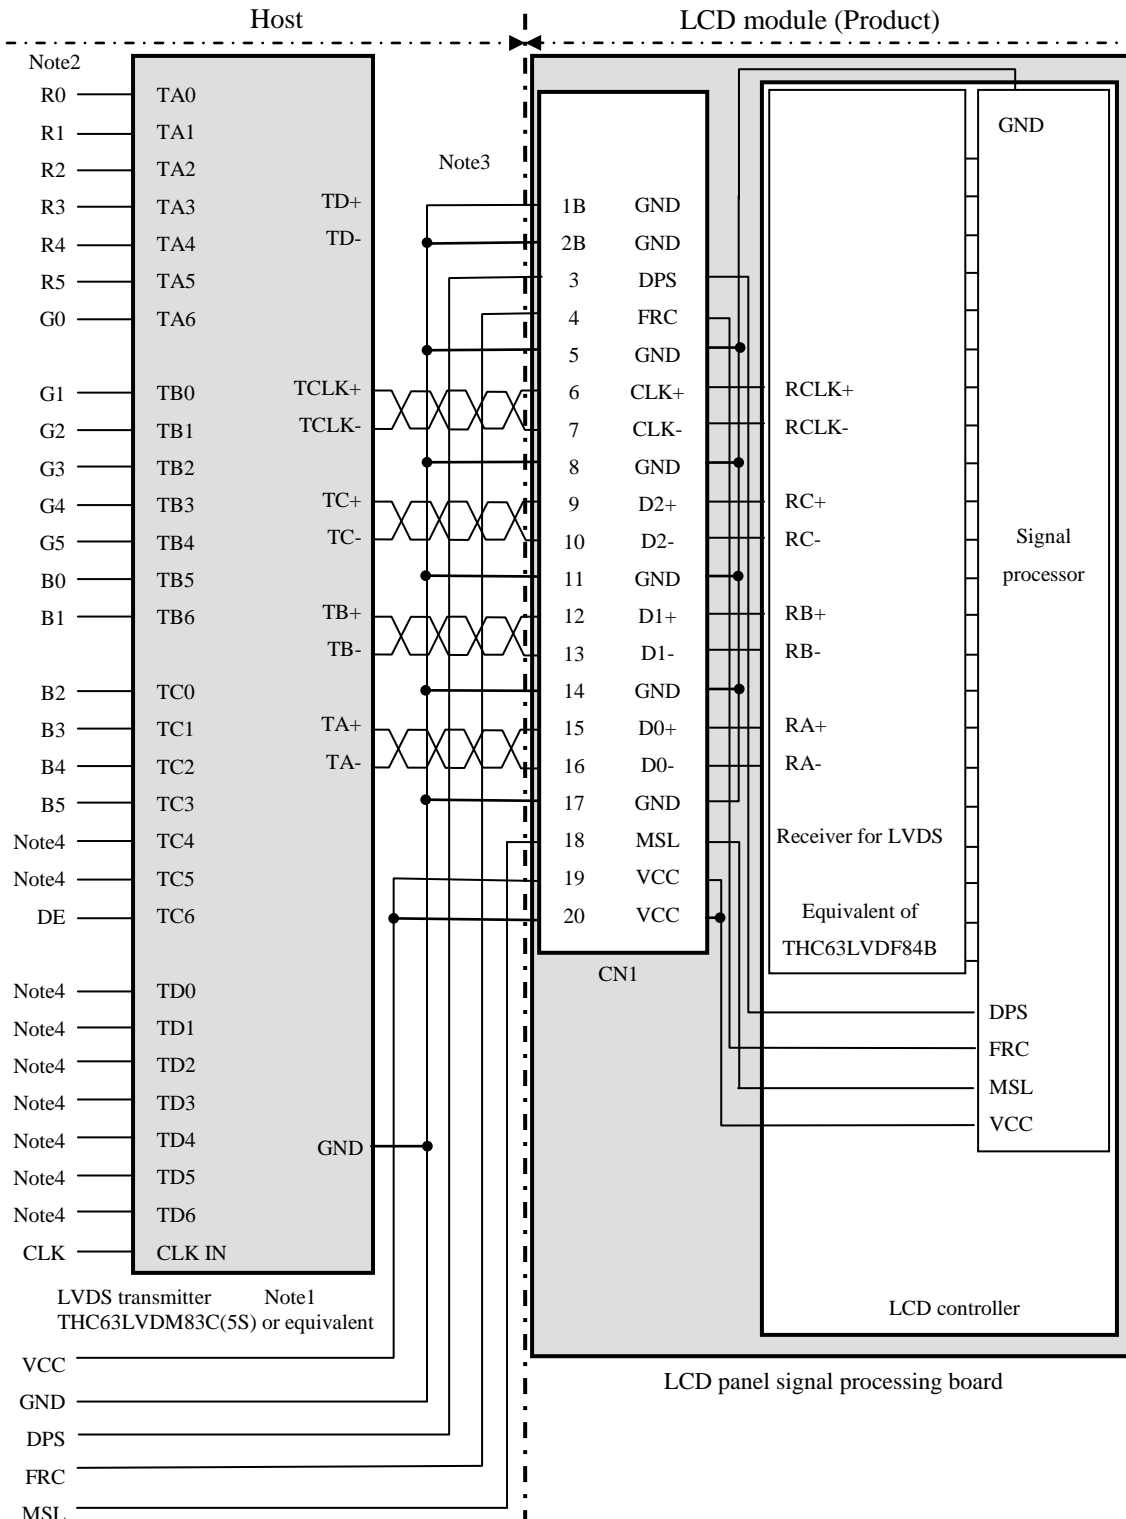 Host
LCD module (Product)
Note2
R0 TA0
R1 TA1
R2 TA2
R3 TA3
R4 TA4
R5 TA5
G0 TA6
G1 TB0
G2 TB1
G3 TB2
G4 TB3
G5 TB4
B0 TB5
B1 TB6
B2 TC0
B3 TC1
B4 TC2
B5 TC3
Note4 TC4
Note4 TC5
DE TC6
Note4 TD0
Note4 TD1
Note4 TD2
Note4 TD3
Note4 TD4
Note4 TD5
Note4 TD6
CLK CLK IN
TD+
TD-
TCLK+
TCLK-
TC+
TC-
TB+
TB-
TA+
TA-
GND
LVDS transmitter Note1
THC63LVDM83C(5S) or equivalent
VCC
GND
DPS
FRC
MSL
Note3
1B GND
2B GND
3 DPS
4 FRC
5 GND
6 CLK+
7 CLK-
8 GND
9 D2+
10 D2-
11 GND
12 D1+
13 D1-
14 GND
15 D0+
16 D0-
17 GND
18 MSL
19 VCC
20 VCC
CN1
RCLK+
RCLK-
RC+
RC-
RB+
RB-
RA+
RA-
Receiver for LVDS
Equivalent of
THC63LVDF84B
GND
Signal
processor
DPS
FRC
MSL
VCC
LCD controller
LCD panel signal processing board